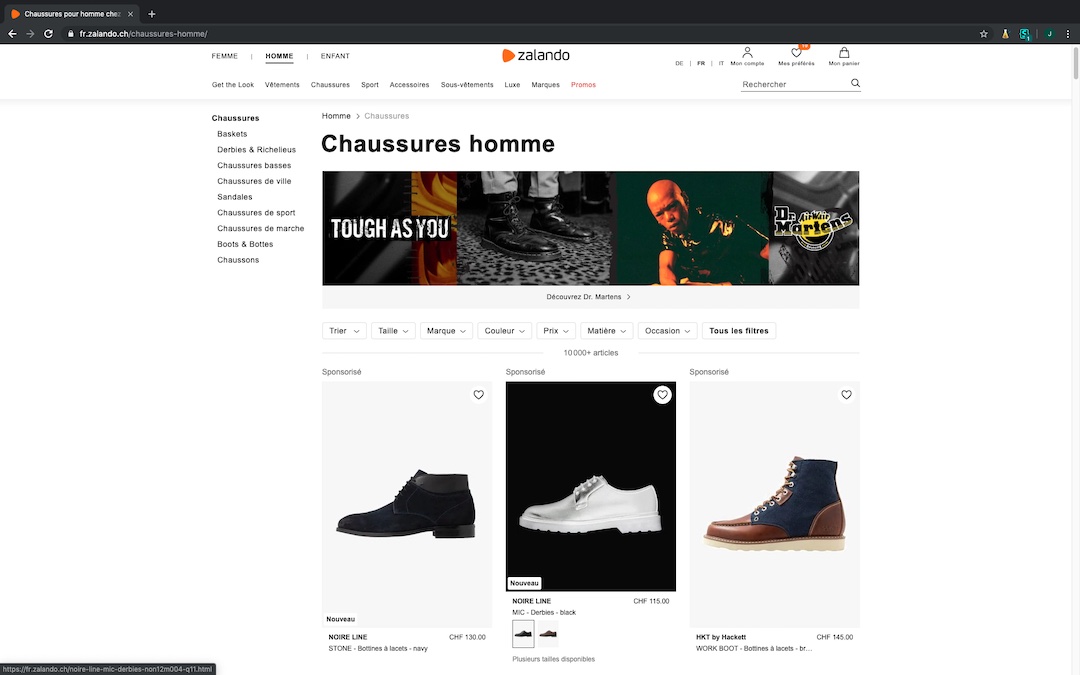 Chaussures pour homme chez
fr.zalando.ch/chaussures-homme/
J
FEMME | HOMME | ENFANT
zalando
DE | FR | IT
Mon compte
Mes préférés
Mon panier
Get the Look Vêtements Chaussures Sport Accessoires Sous-vêtements Luxe Marques Promos
Rechercher
Chaussures
Baskets
Derbies & Richelieus
Chaussures basses
Chaussures de ville
Sandales
Chaussures de sport
Chaussures de marche
Boots & Bottes
Chaussons
Homme > Chaussures
Chaussures homme
TOUGH AS YOU
Dr. Martens
AirWair
Découvrez Dr. Martens
Trier Taille Marque Couleur Prix Matière Occasion Tous les filtres
10 000+ articles
Sponsorisé
Nouveau
NOIRE LINE CHF 130.00
STONE - Bottines à lacets - navy
Sponsorisé
Nouveau
NOIRE LINE CHF 115.00
MIC - Derbies - black
Plusieurs tailles disponibles
Sponsorisé
HKT by Hackett CHF 145.00
WORK BOOT - Bottines à lacets - br…
https://fr.zalando.ch/noire-line-mic-derbies-non12m004-q11.html